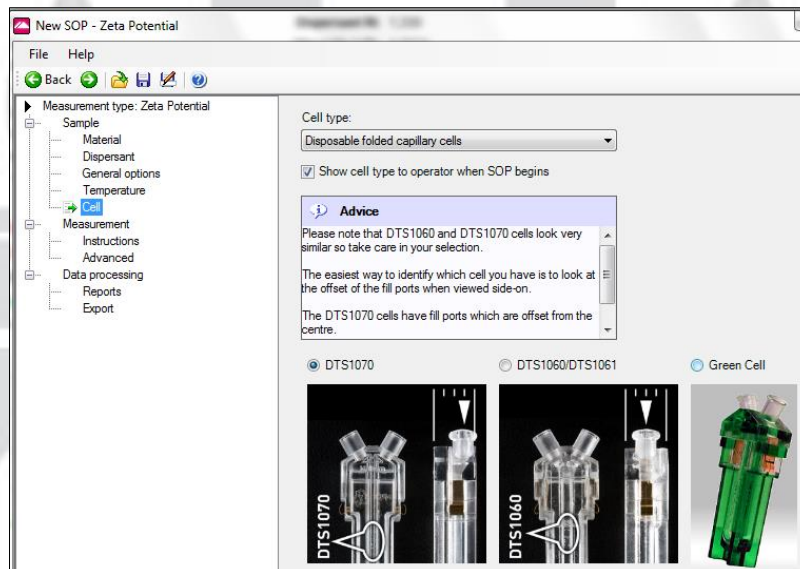 New SOP - Zeta Potential
File Help
Back
Measurement type: Zeta Potential
Sample
Material
Dispersant
General options
Temperature
Cell
Measurement
Instructions
Advanced
Data processing
Reports
Export
Cell type:
Disposable folded capillary cells
Show cell type to operator when SOP begins
Advice
Please note that DTS1060 and DTS1070 cells look very
similar so take care in your selection.
The easiest way to identify which cell you have is to look at
the offset of the fill ports when viewed side-on.
The DTS1070 cells have fill ports which are offset from the
centre.
DTS1070
DTS1060/DTS1061
Green Cell
DTS1070
DTS1060